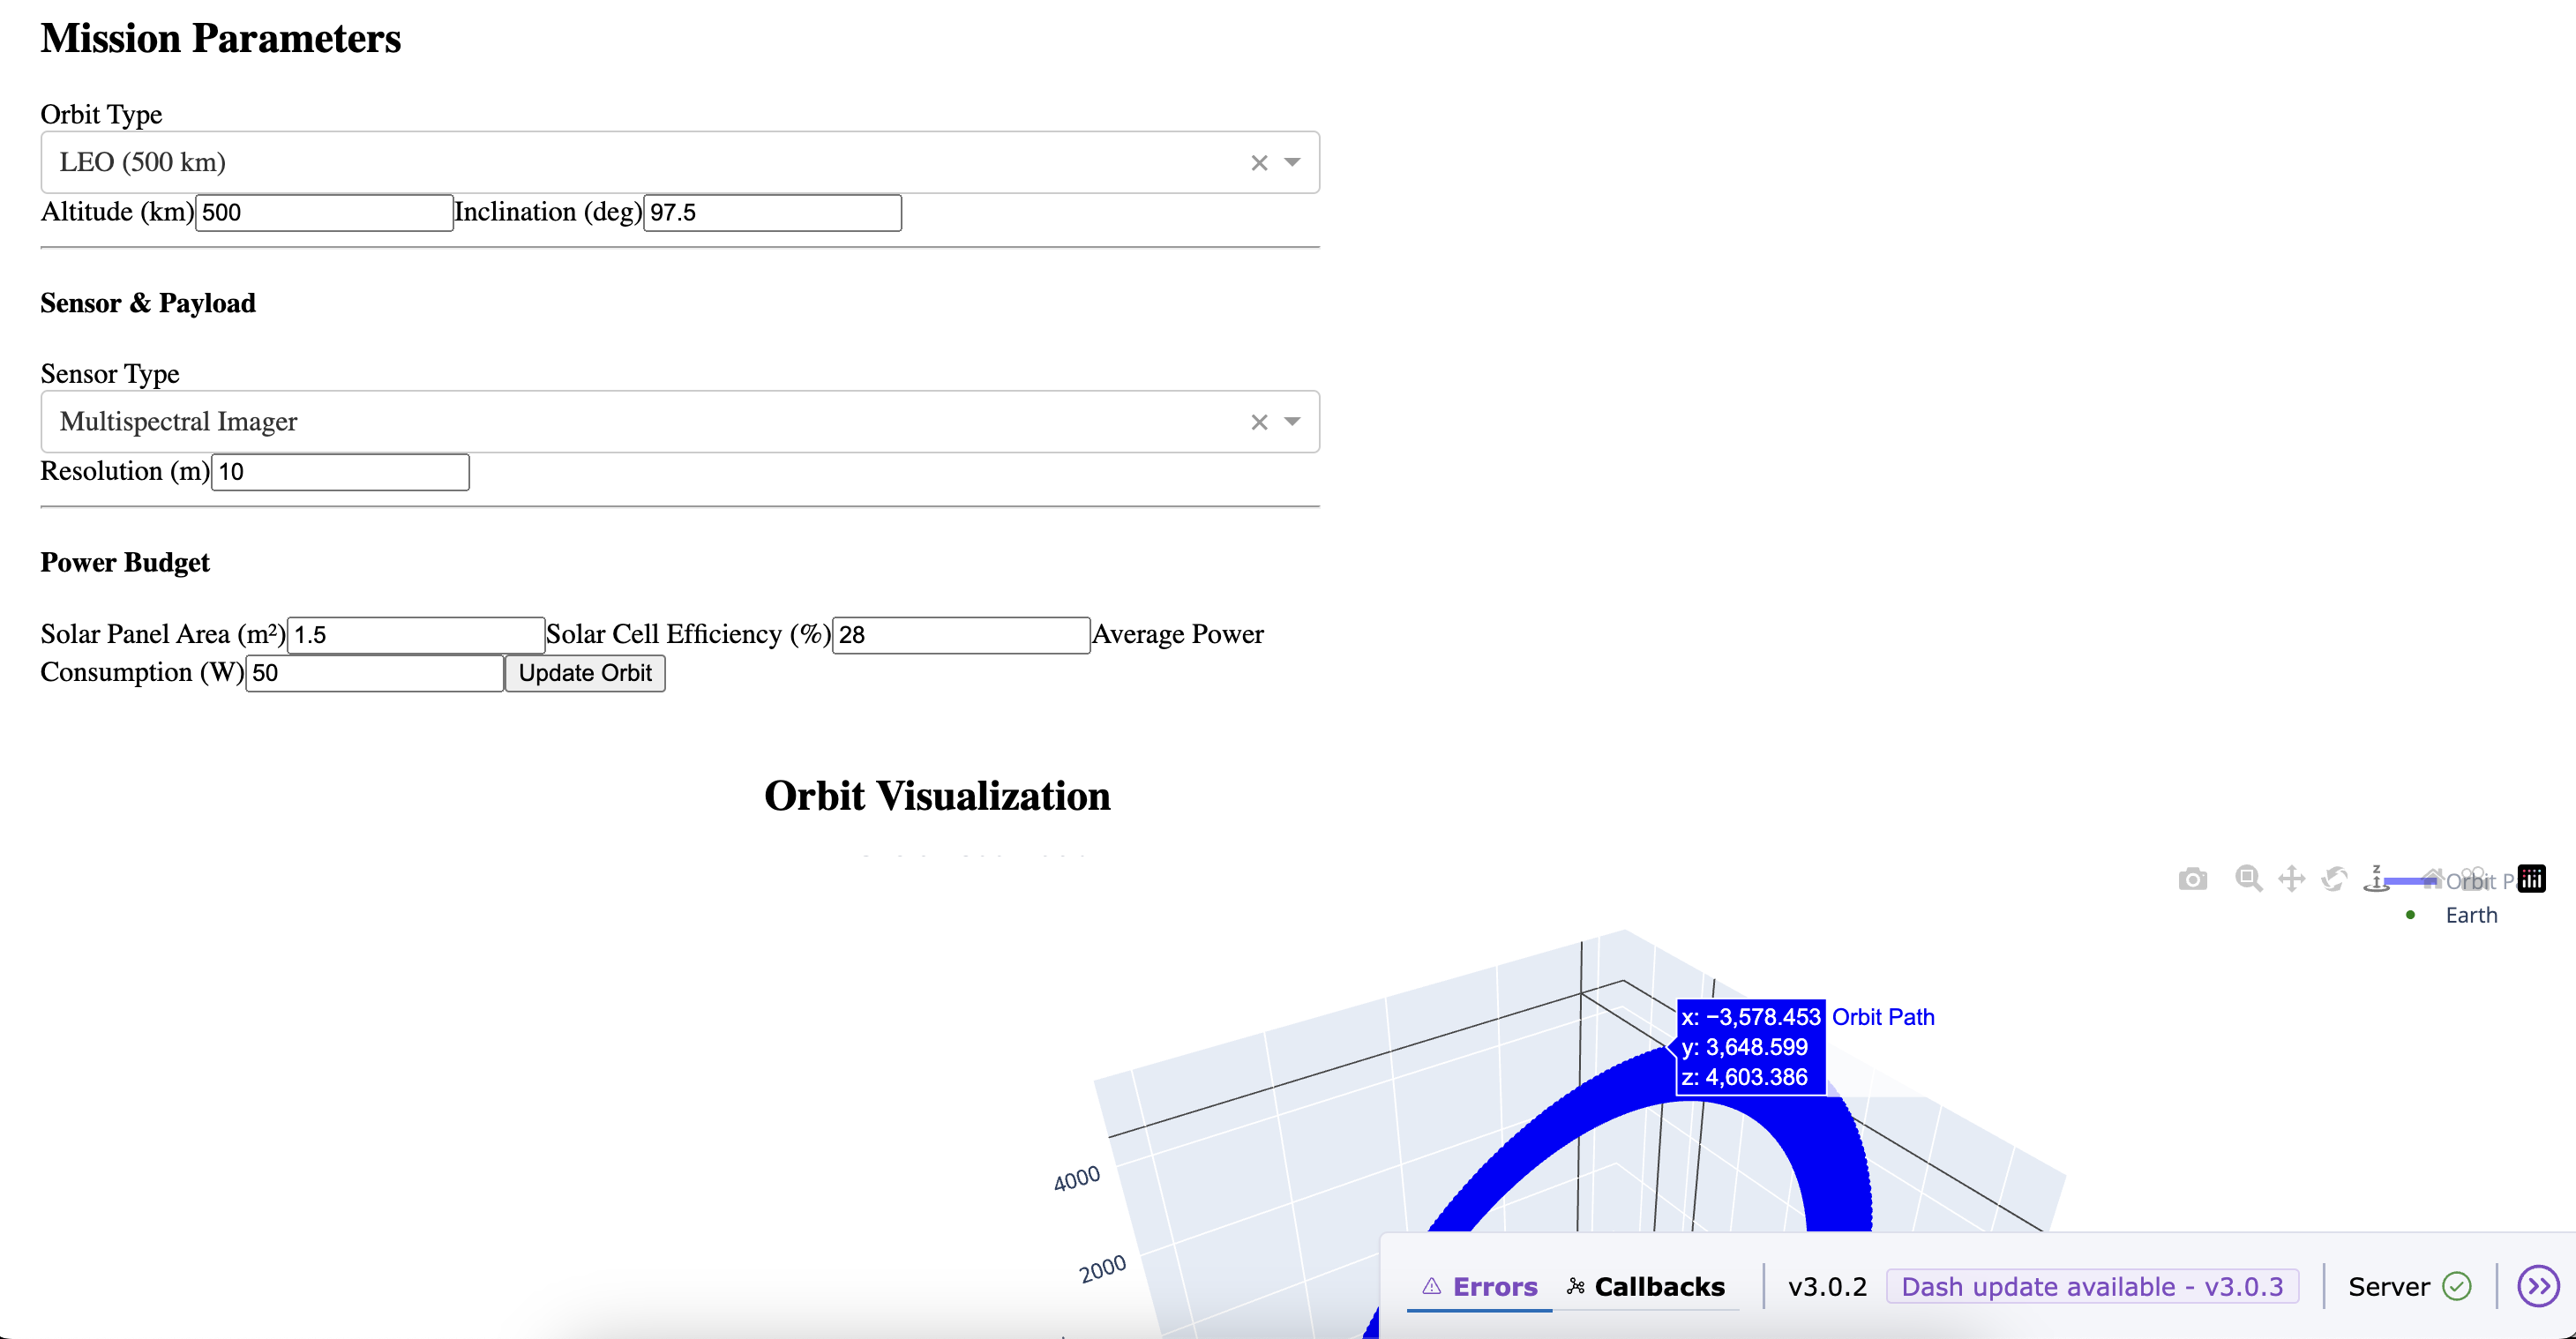 Mission Parameters
Orbit Type
LEO (500 km)
Altitude (km) 500 Inclination (deg) 97.5
Sensor & Payload
Sensor Type
Multispectral Imager
Resolution (m) 10
Power Budget
Solar Panel Area (m²) 1.5 Solar Cell Efficiency (%) 28 Average Power
Consumption (W) 50 Update Orbit
Orbit Visualization
Orbit P
Earth
x: −3,578.453 Orbit Path
y: 3,648.599
z: 4,603.386
4000
2000
Errors Callbacks v3.0.2 Dash update available - v3.0.3 Server